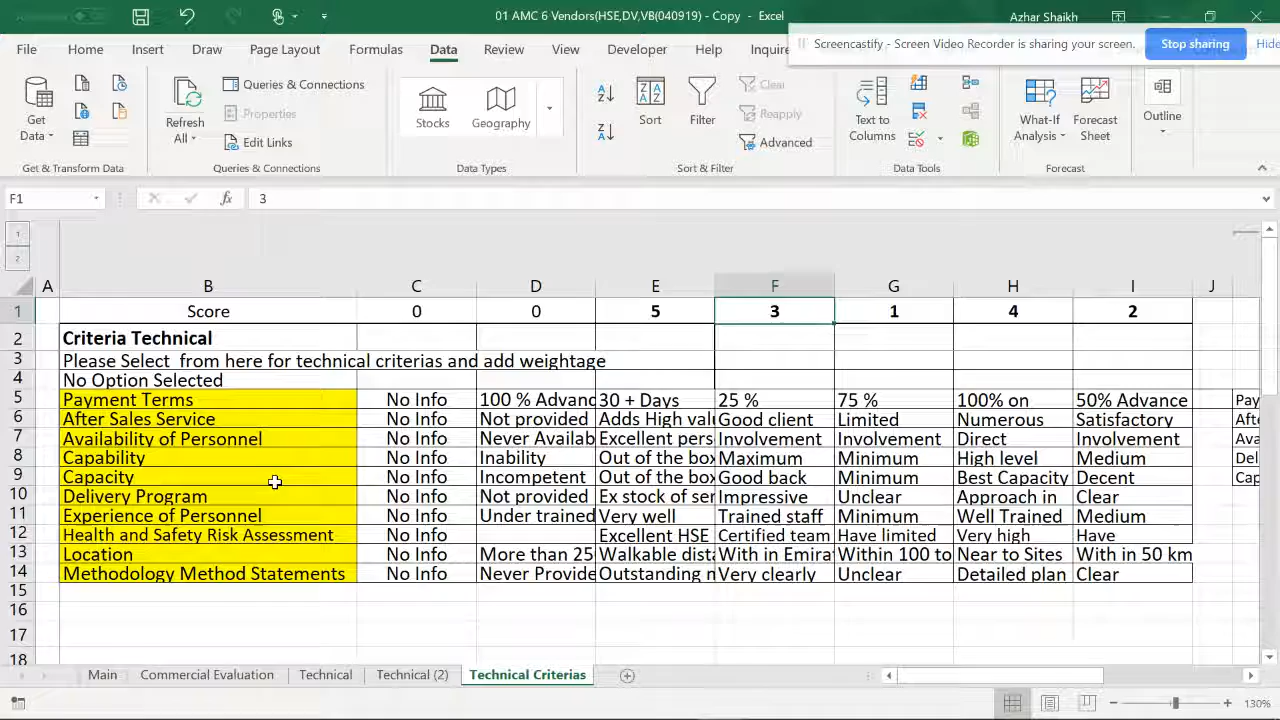 01 AMC 6 Vendors(HSE,DV,VB(040919) - Copy - Excel
Azhar Shaikh
File Home Insert Draw Page Layout Formulas Data Review View Developer Help Inquire
Screencastify - Screen Video Recorder is sharing your screen. Stop sharing Hide
Get Data
Refresh All
Queries & Connections
Properties
Edit Links
Stocks
Geography
Sort
Filter
Clear
Reapply
Advanced
Text to Columns
What-If Analysis
Forecast Sheet
Outline
Get & Transform Data Queries & Connections Data Types Sort & Filter Data Tools Forecast
F1 fx 3
1
2
A B C D E F G H I J
1 Score 0 0 5 3 1 4 2
2 Criteria Technical
3 Please Select from here for technical criterias and add weightage
4 No Option Selected
5 Payment Terms No Info 100 % Advanc 30 + Days 25 % 75 % 100% on 50% Advance Pay
6 After Sales Service No Info Not provided Adds High valu Good client Limited Numerous Satisfactory Afte
7 Availability of Personnel No Info Never Availab Excellent pers Involvement Involvement Direct Involvement Ava
8 Capability No Info Inability Out of the box Maximum Minimum High level Medium Del
9 Capacity No Info Incompetent Out of the box Good back Minimum Best Capacity Decent Cap
10 Delivery Program No Info Not provided Ex stock of ser Impressive Unclear Approach in Clear
11 Experience of Personnel No Info Under trained Very well Trained staff Minimum Well Trained Medium
12 Health and Safety Risk Assessment No Info Excellent HSE Certified team Have limited Very high Have
13 Location No Info More than 25 Walkable dista With in Emira Within 100 to Near to Sites With in 50 km
14 Methodology Method Statements No Info Never Provide Outstanding m Very clearly Unclear Detailed plan Clear
15
16
17
18
Main Commercial Evaluation Technical Technical (2) Technical Criterias
130%